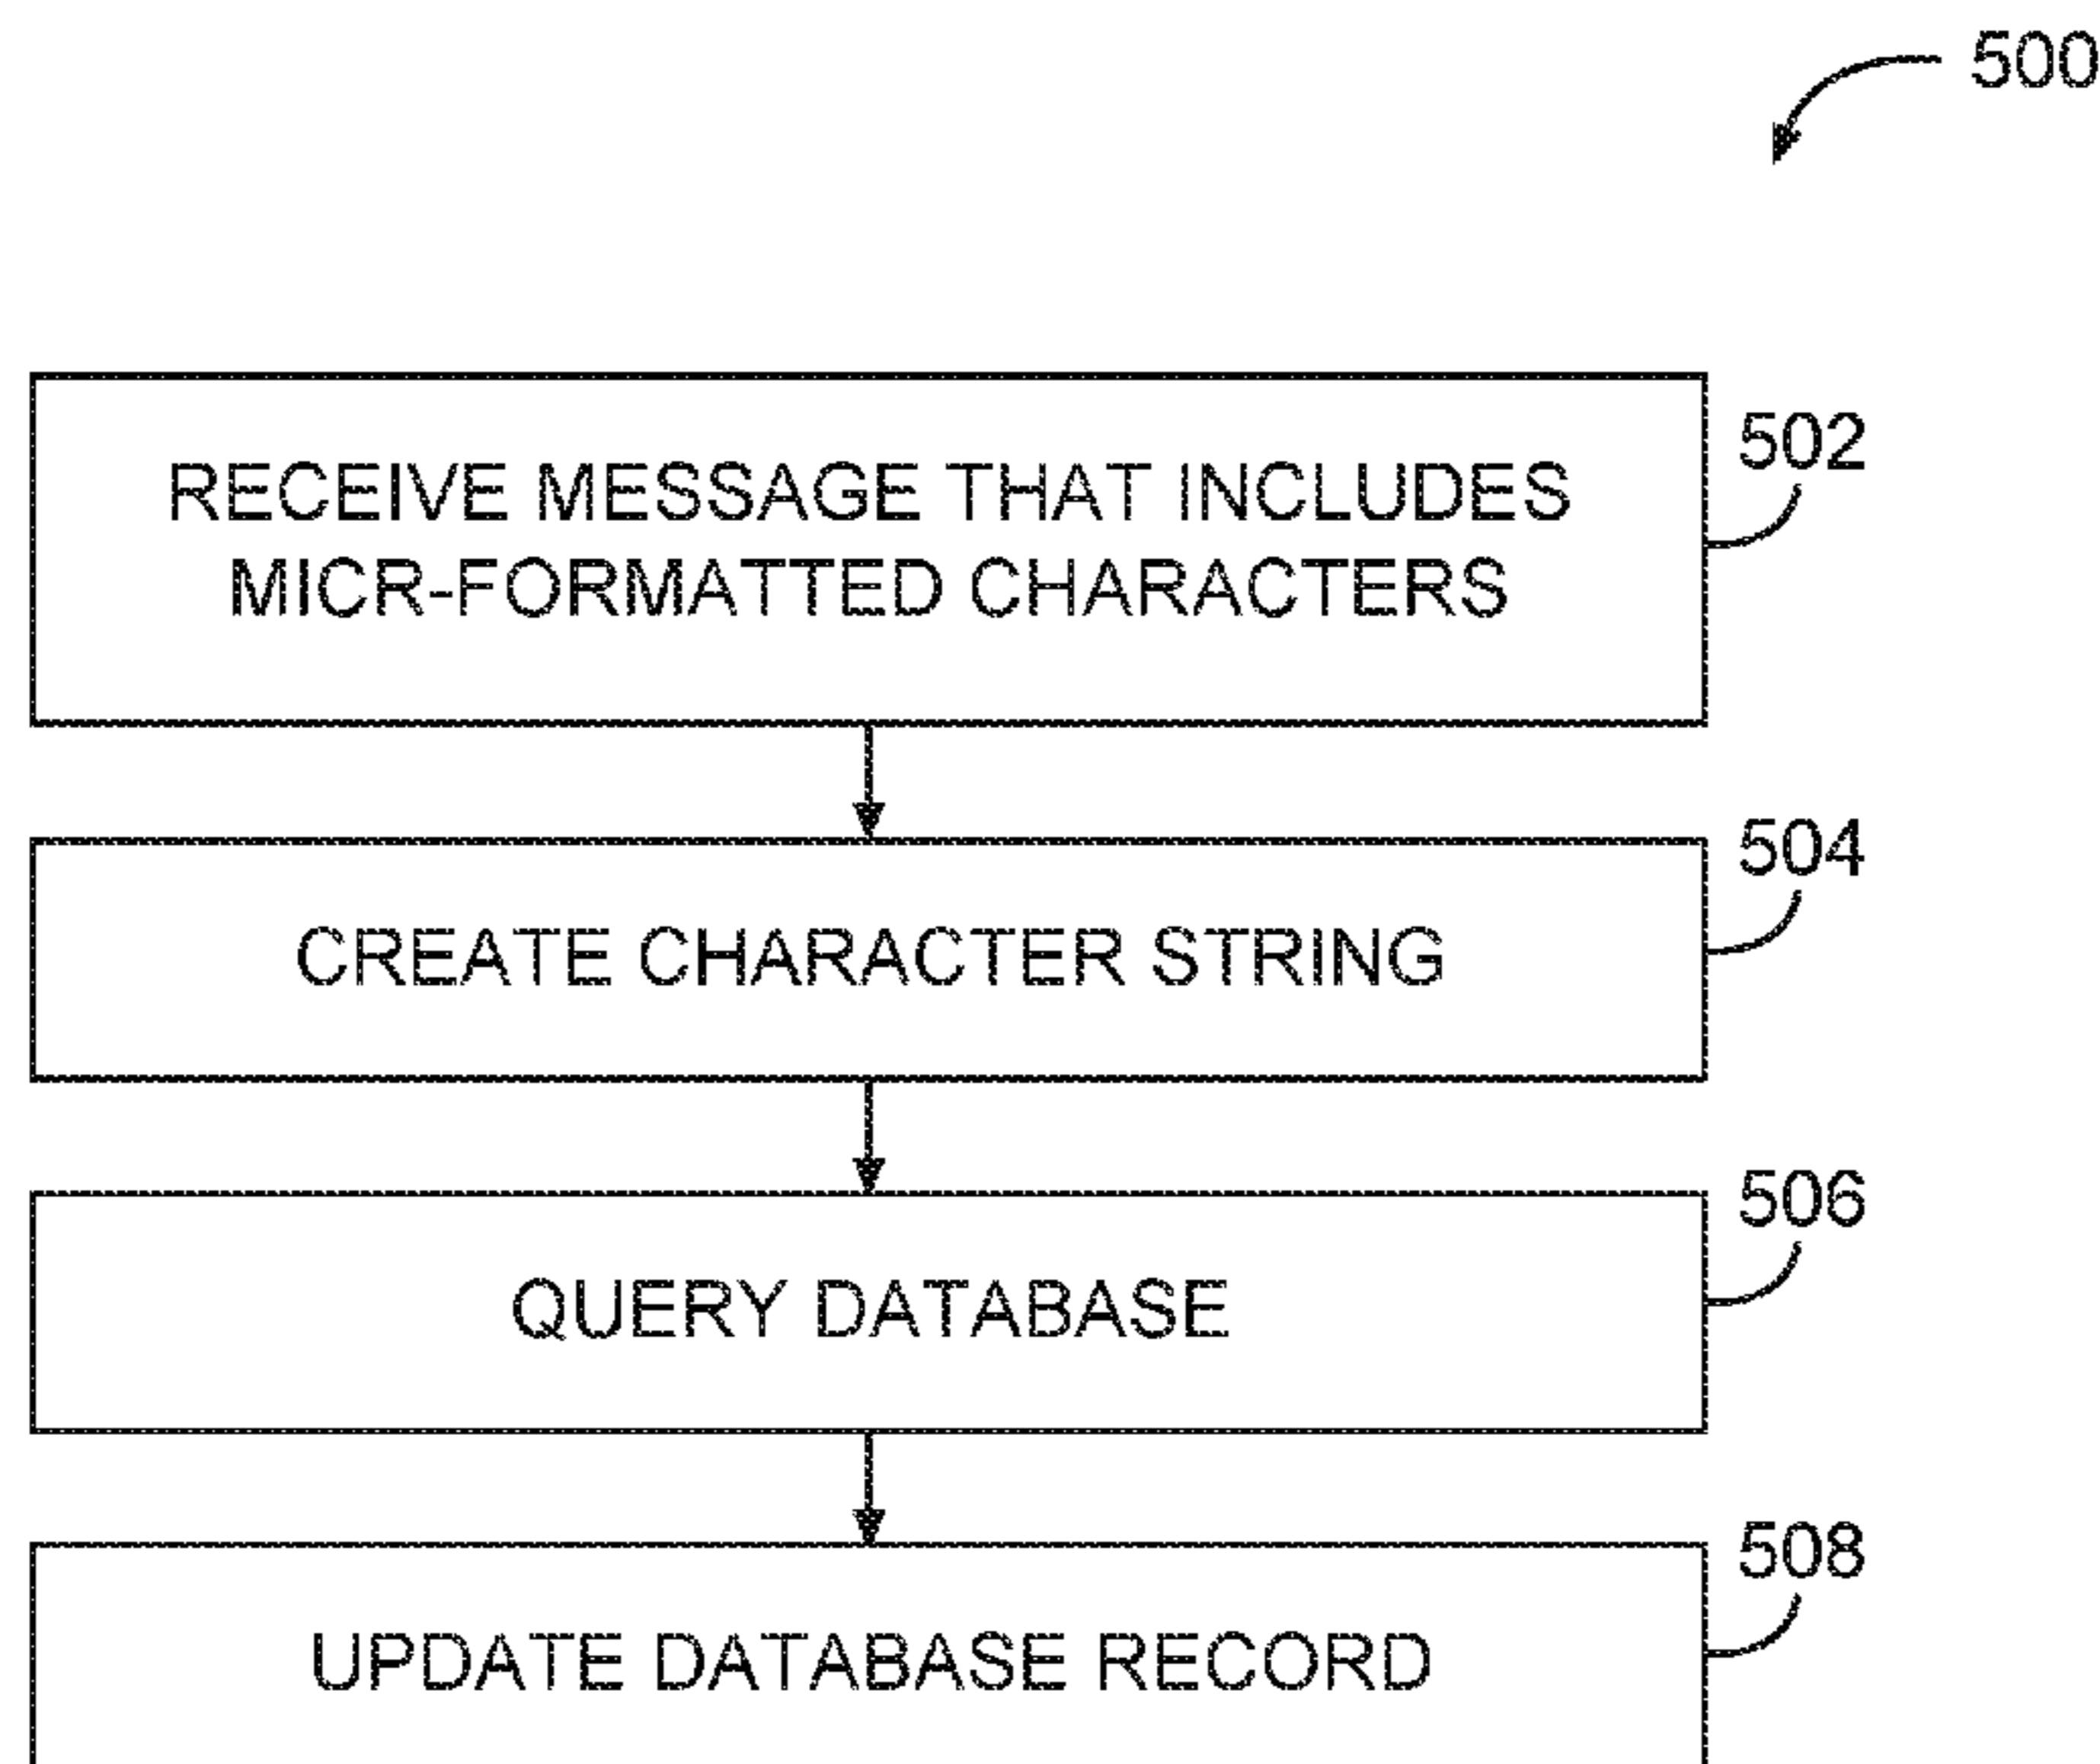 500
RECEIVE MESSAGE THAT INCLUDES
MICR-FORMATTED CHARACTERS
502
CREATE CHARACTER STRING
504
QUERY DATABASE
506
UPDATE DATABASE RECORD
508